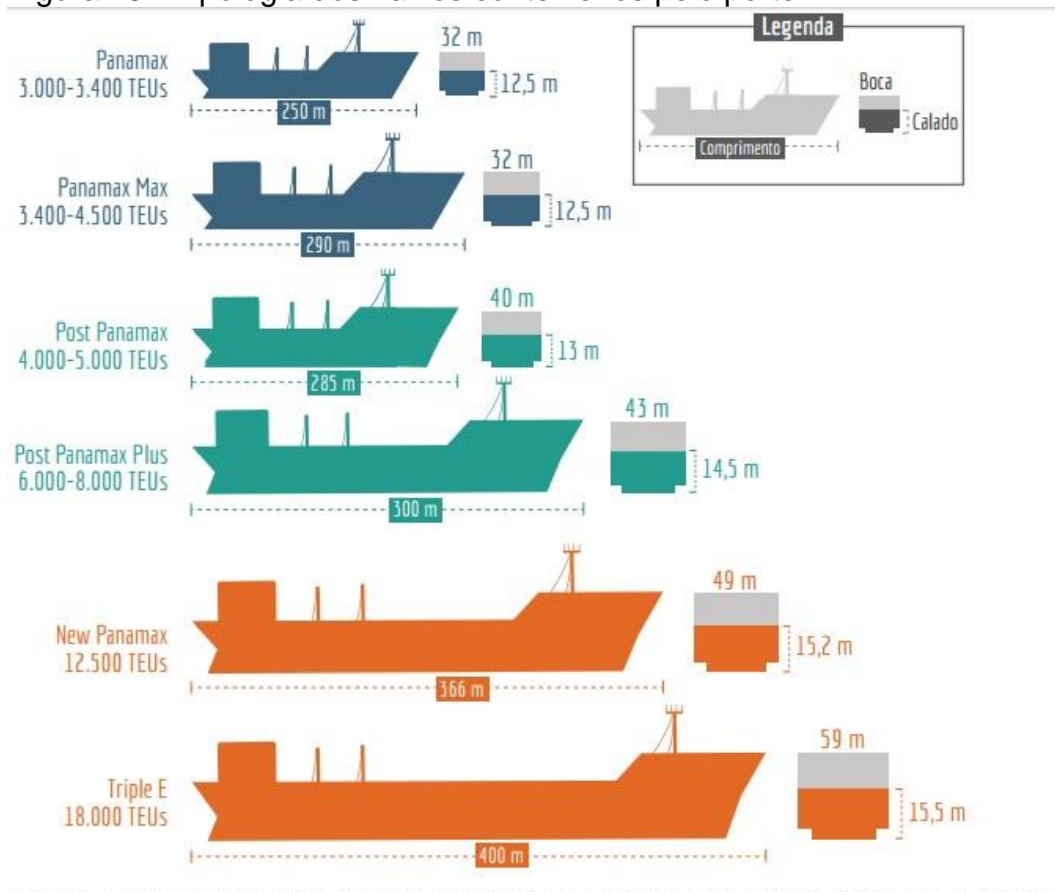 Panamax
3.000-3.400 TEUs
250 m
32 m
12,5 m
Legenda
Boca
Calado
Comprimento
Panamax Max
3.400-4.500 TEUs
290 m
32 m
12,5 m
Post Panamax
4.000-5.000 TEUs
285 m
40 m
13 m
Post Panamax Plus
6.000-8.000 TEUs
300 m
43 m
14,5 m
New Panamax
12.500 TEUs
366 m
49 m
15,2 m
Triple E
18.000 TEUs
400 m
59 m
15,5 m